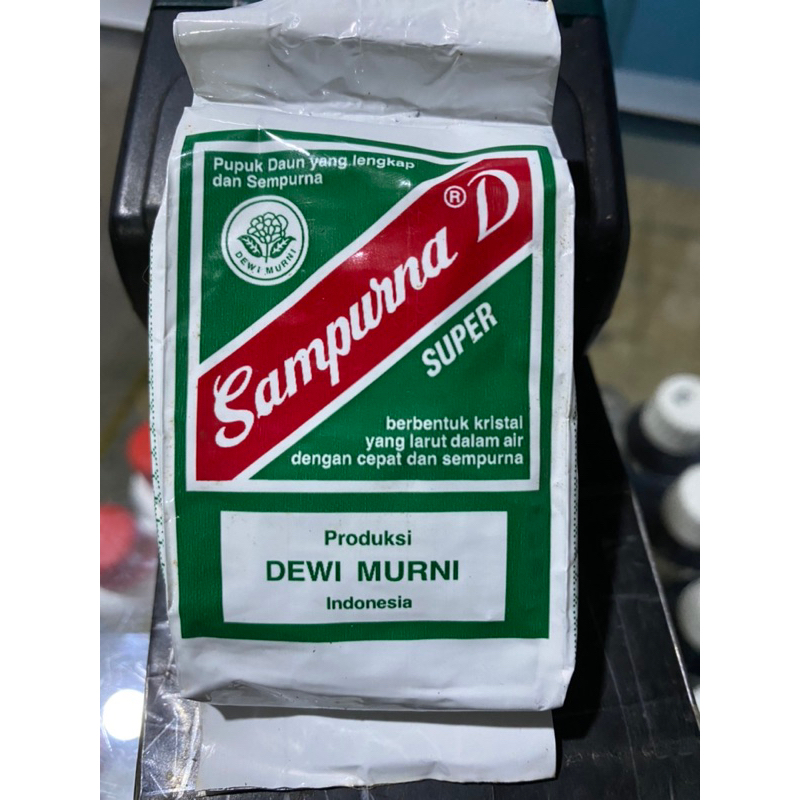 Pupuk Daun yang lengkap
dan Sempurna
DEWI MURNI
Sampurna D ®
SUPER
berbentuk kristal
yang larut dalam air
dengan cepat dan sempurna
Produksi
DEWI MURNI
Indonesia